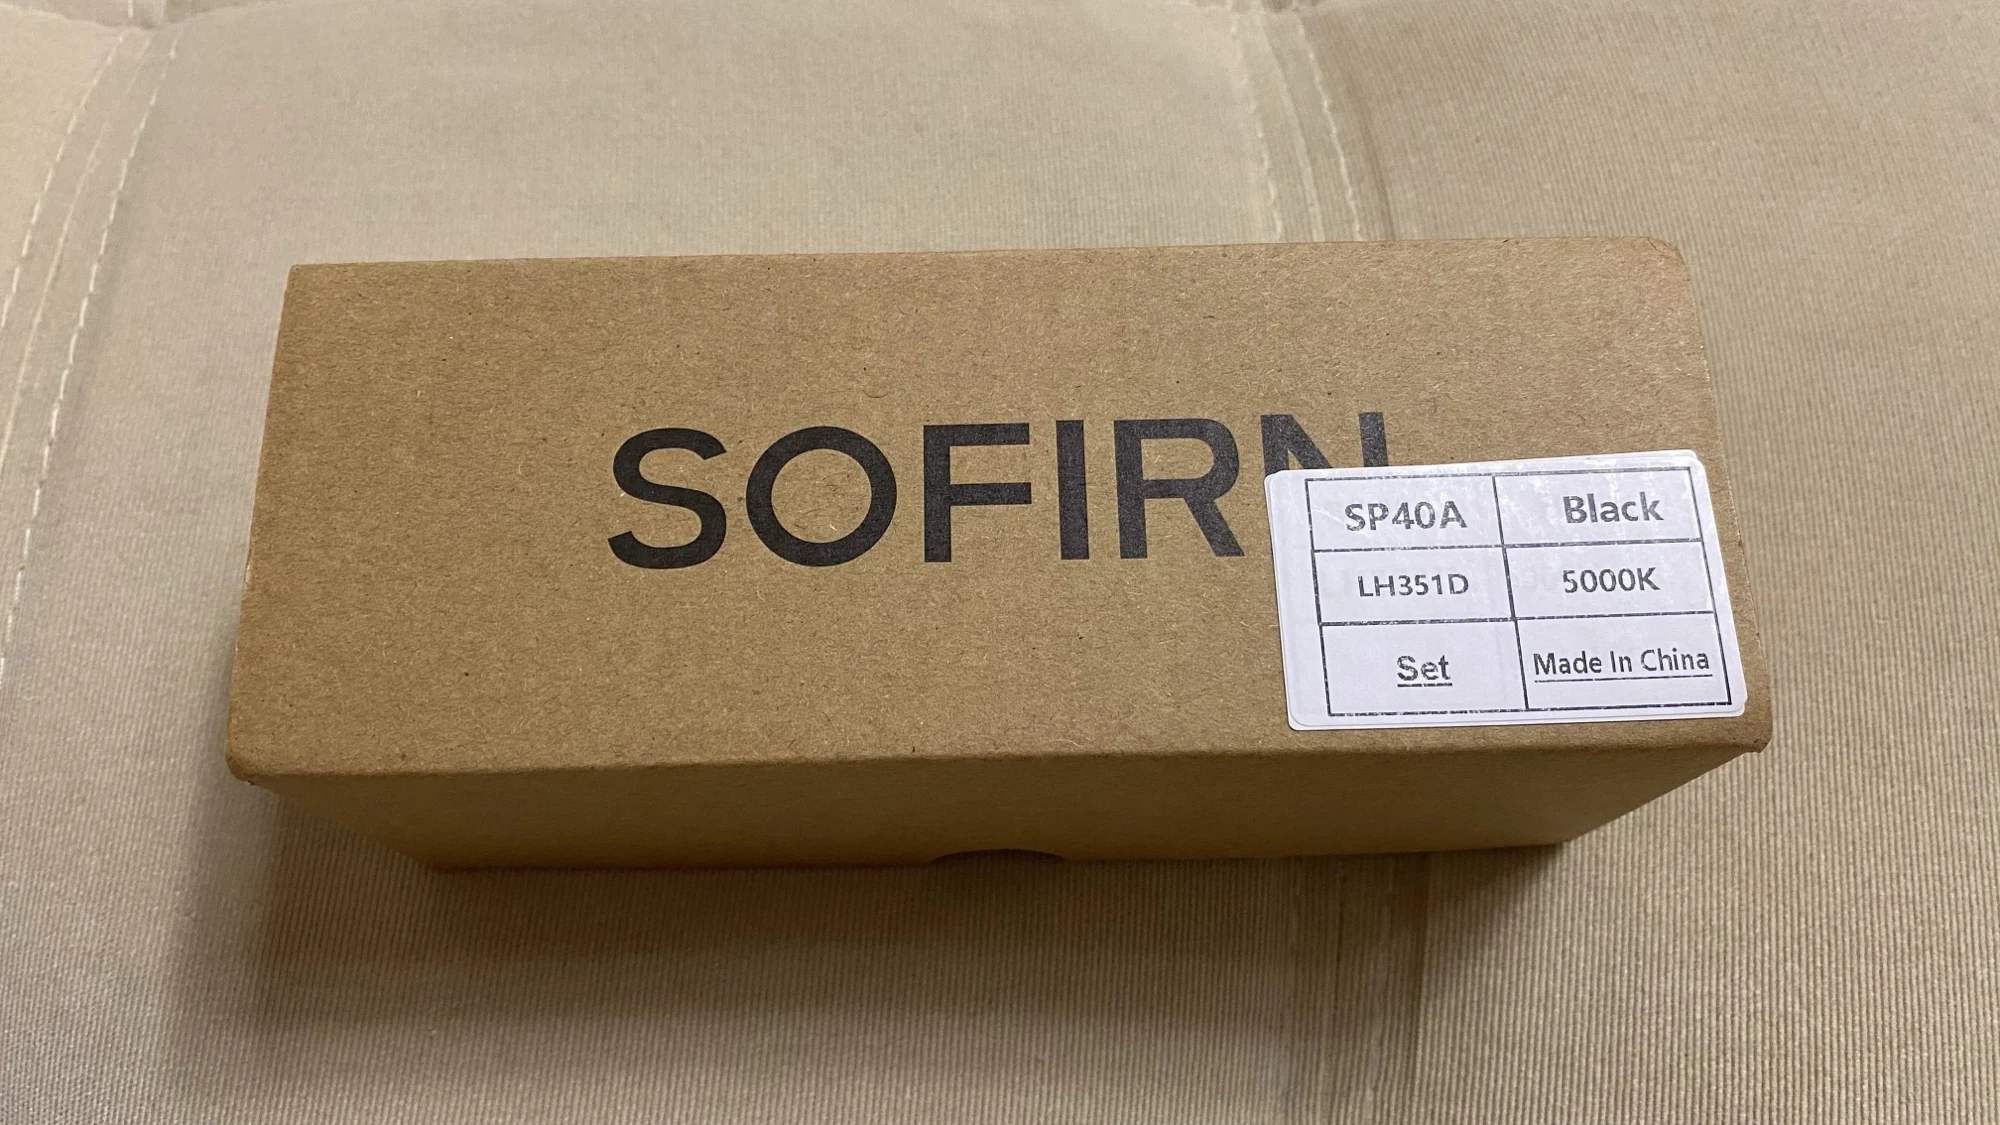 SOFIRN
SP40A Black
LH351D 5000K
Set Made In China